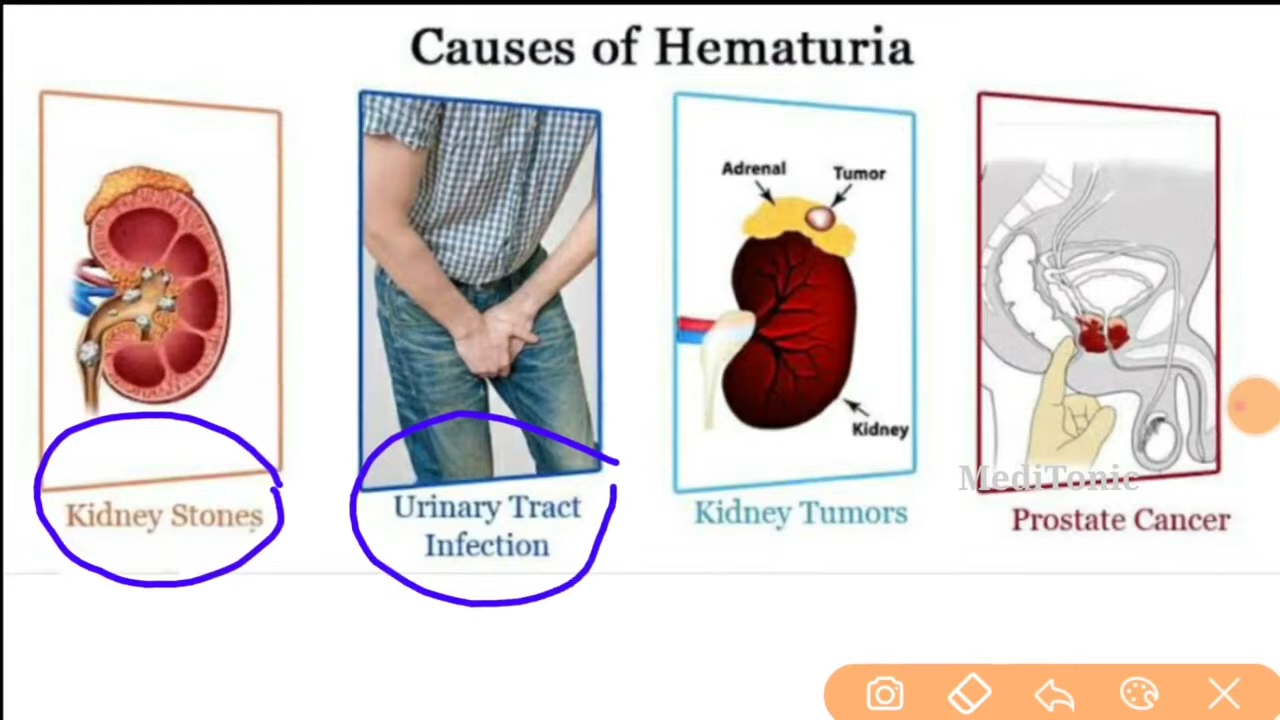 Causes of Hematuria
Adrenal
Tumor
Kidney
MediTonic
Kidney Stones
Urinary Tract
Infection
Kidney Tumors
Prostate Cancer